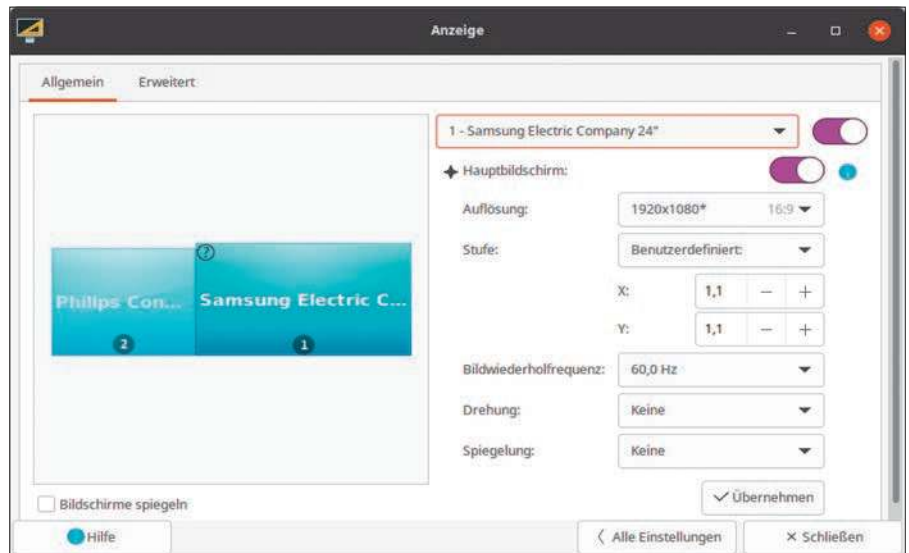 Anzeige
Allgemein Erweitert
1 - Samsung Electric Company 24"
Hauptbildschirm:
Auflösung: 1920x1080* 16:9
Stufe: Benutzerdefiniert:
X: 1,1 − +
Y: 1,1 − +
Bildwiederholfrequenz: 60,0 Hz
Drehung: Keine
Spiegelung: Keine
Philips Con... Samsung Electric C...
2 1
Bildschirme spiegeln
Übernehmen
Hilfe Alle Einstellungen Schließen